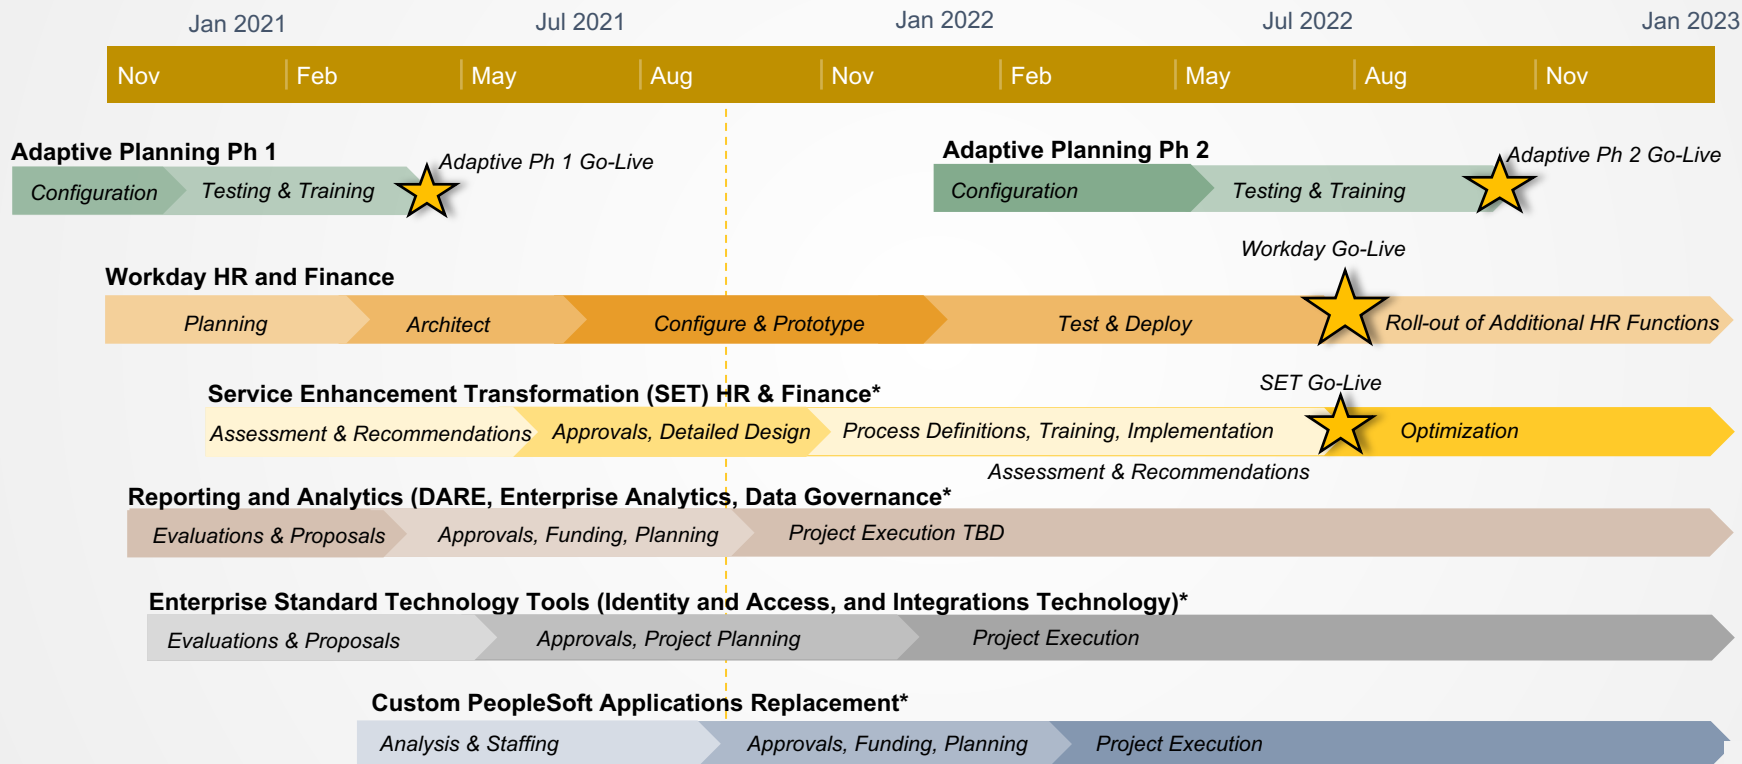 Jan 2021
Jul 2021
Jan 2022
Jul 2022
Jan 2023
Nov
Feb
May
Aug
Nov
Feb
May
Aug
Nov
Adaptive Planning Ph 1
Adaptive Ph 1 Go-Live
Configuration
Testing & Training
Adaptive Planning Ph 2
Adaptive Ph 2 Go-Live
Configuration
Testing & Training
Workday Go-Live
Workday HR and Finance
Planning
Architect
Configure & Prototype
Test & Deploy
Roll-out of Additional HR Functions
SET Go-Live
Service Enhancement Transformation (SET) HR & Finance*
Assessment & Recommendations
Approvals, Detailed Design
Process Definitions, Training, Implementation
Optimization
Assessment & Recommendations
Reporting and Analytics (DARE, Enterprise Analytics, Data Governance*
Evaluations & Proposals
Approvals, Funding, Planning
Project Execution TBD
Enterprise Standard Technology Tools (Identity and Access, and Integrations Technology)*
Evaluations & Proposals
Approvals, Project Planning
Project Execution
Custom PeopleSoft Applications Replacement*
Analysis & Staffing
Approvals, Funding, Planning
Project Execution